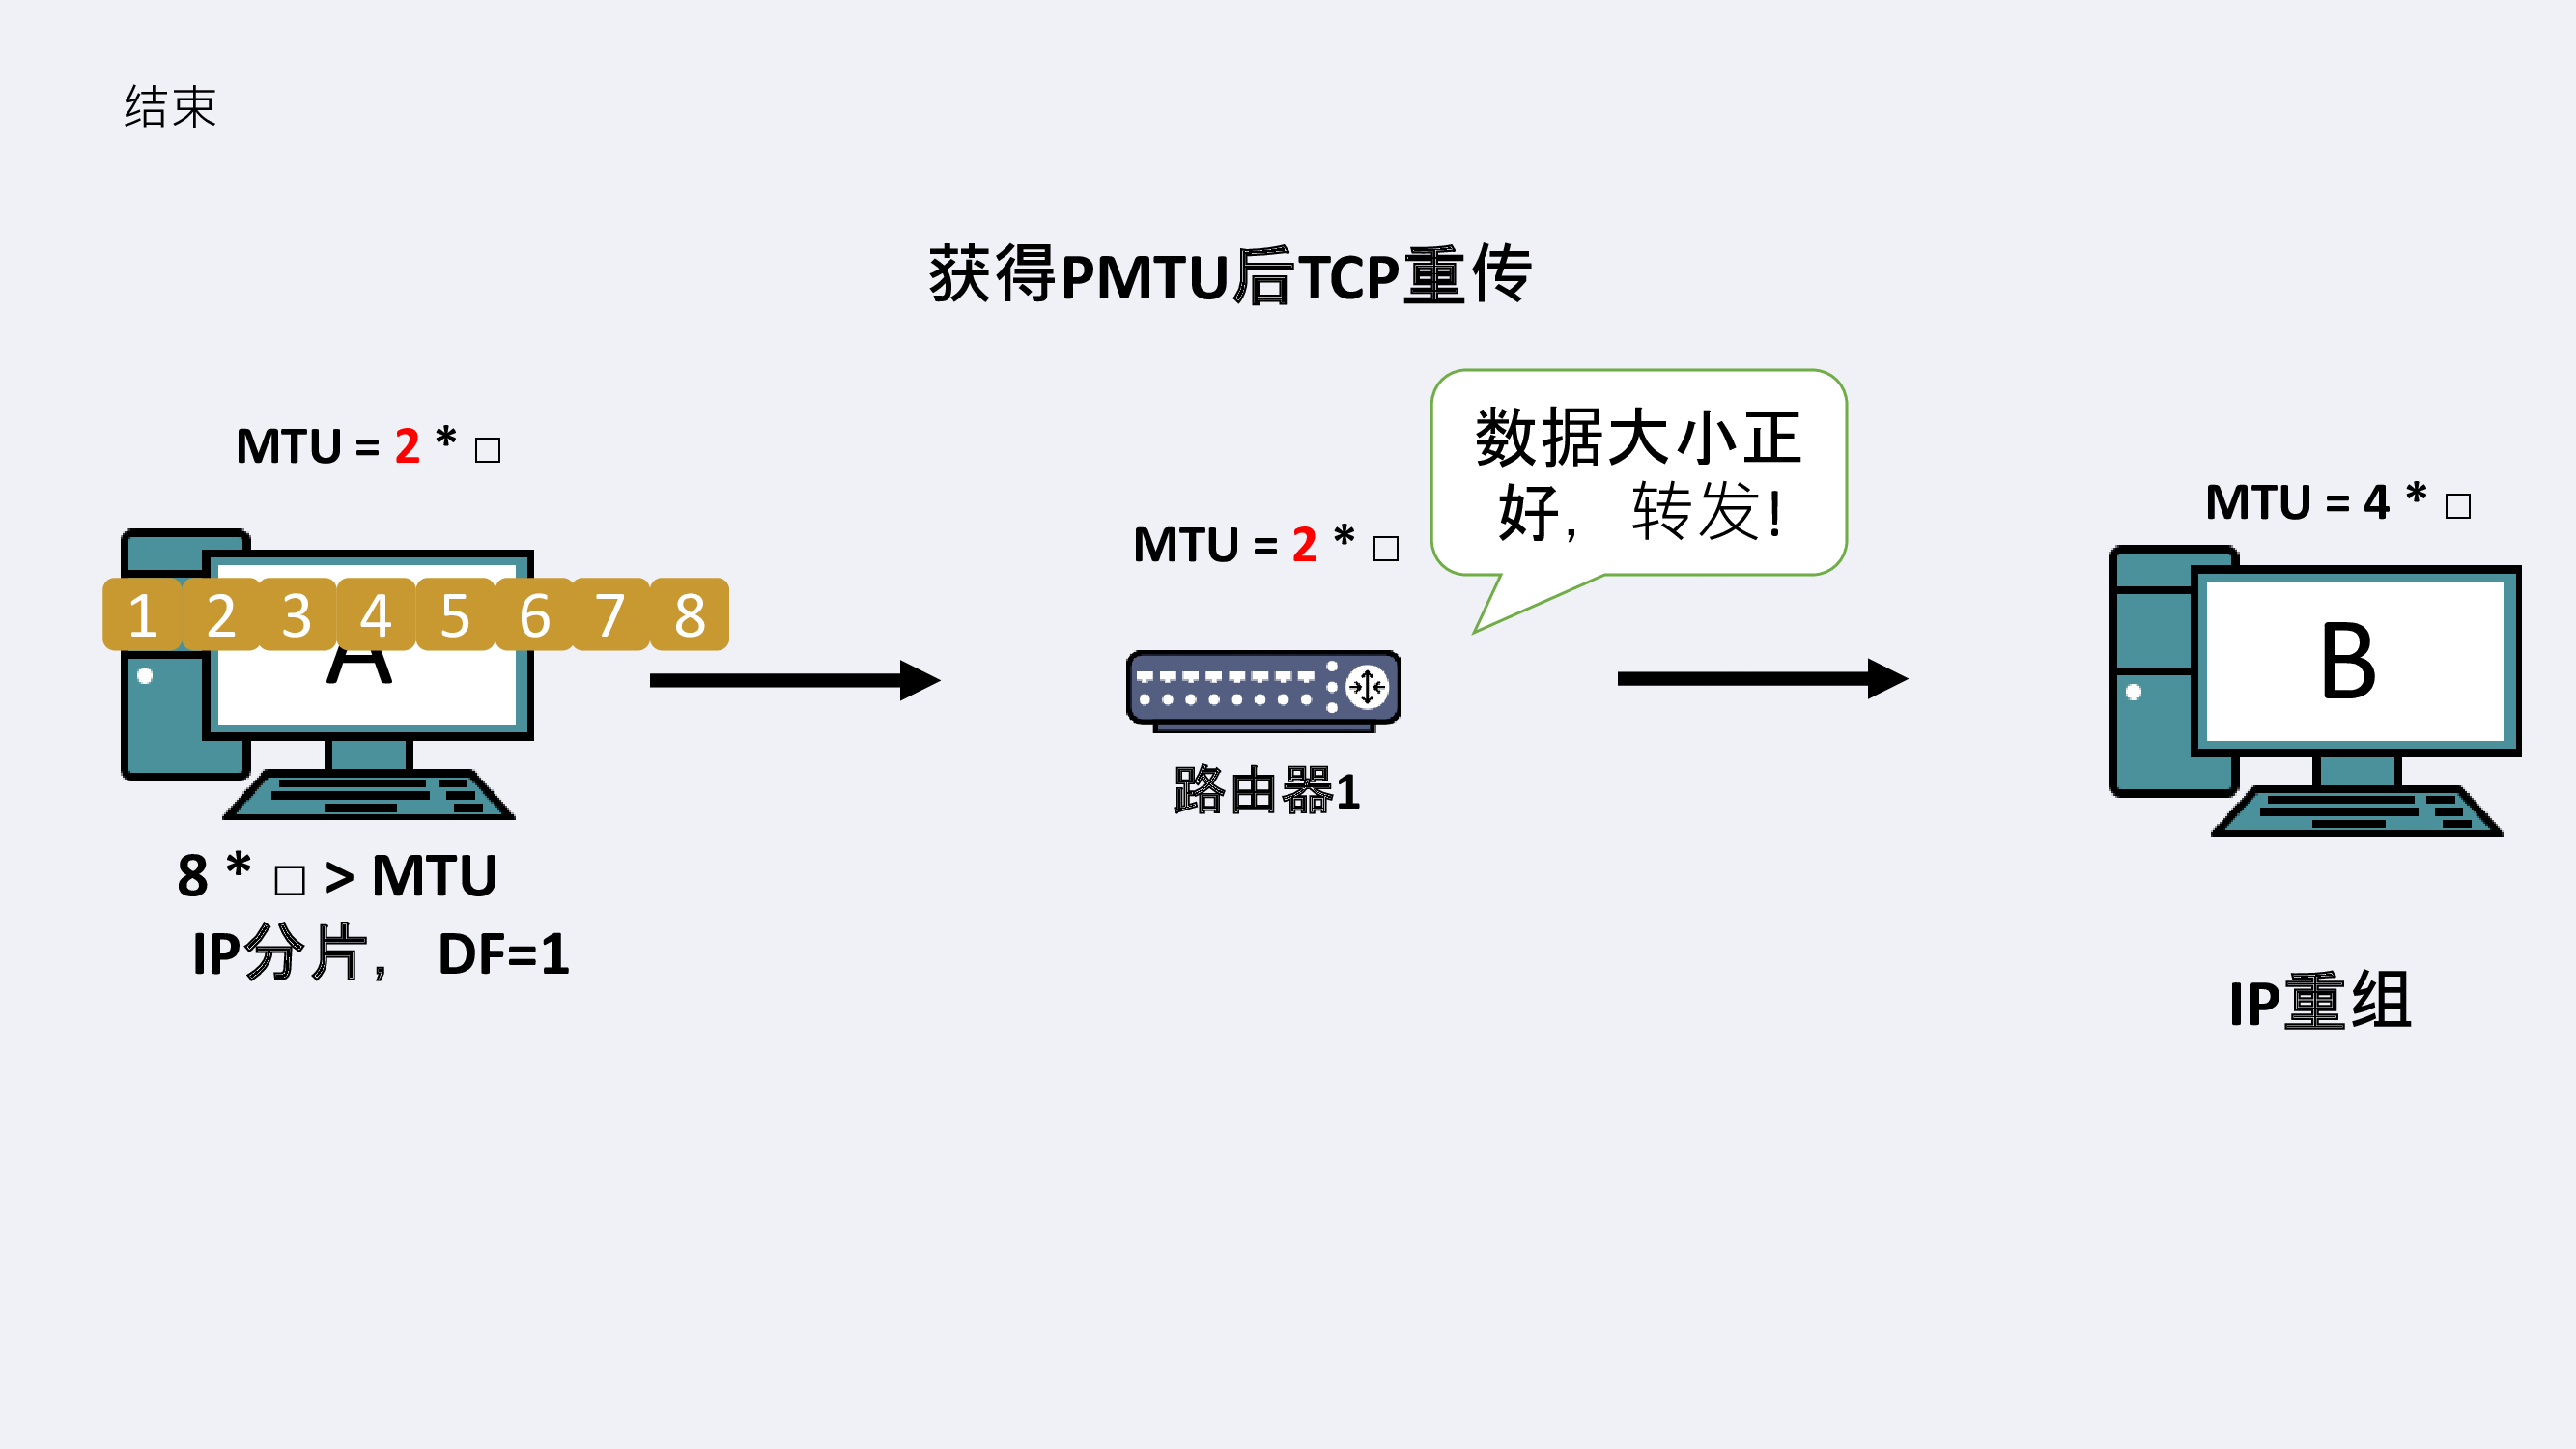 结束
获得PMTU后TCP重传
MTU = 2 * □
数据大小正
好， 转发！
MTU = 2 * □
MTU = 4 * □
1 2 3 4 5 6 7 8
A
B
路由器1
8 * □ > MTU
IP分片， DF=1
IP重组